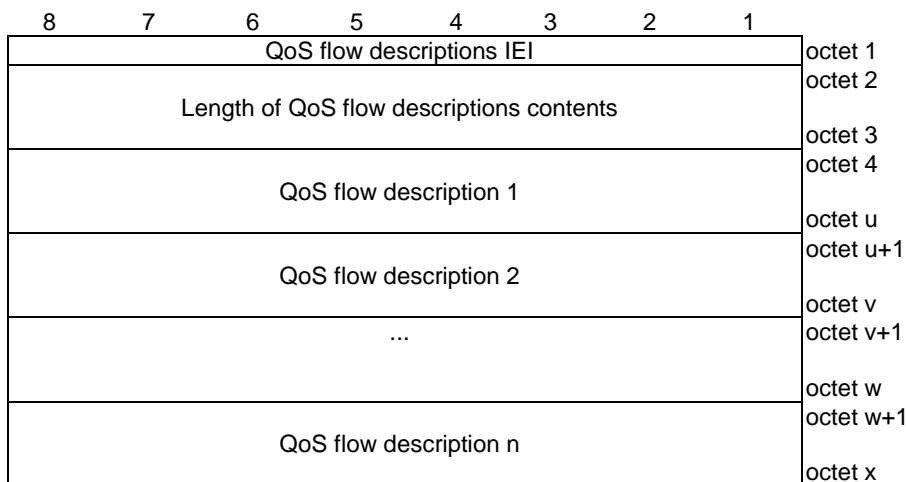 8 7 6 5 4 3 2 1
QoS flow descriptions IEI octet 1
octet 2
Length of QoS flow descriptions contents
octet 3
octet 4
QoS flow description 1
octet u
octet u+1
QoS flow description 2
octet v
... octet v+1
octet w
octet w+1
QoS flow description n
octet x